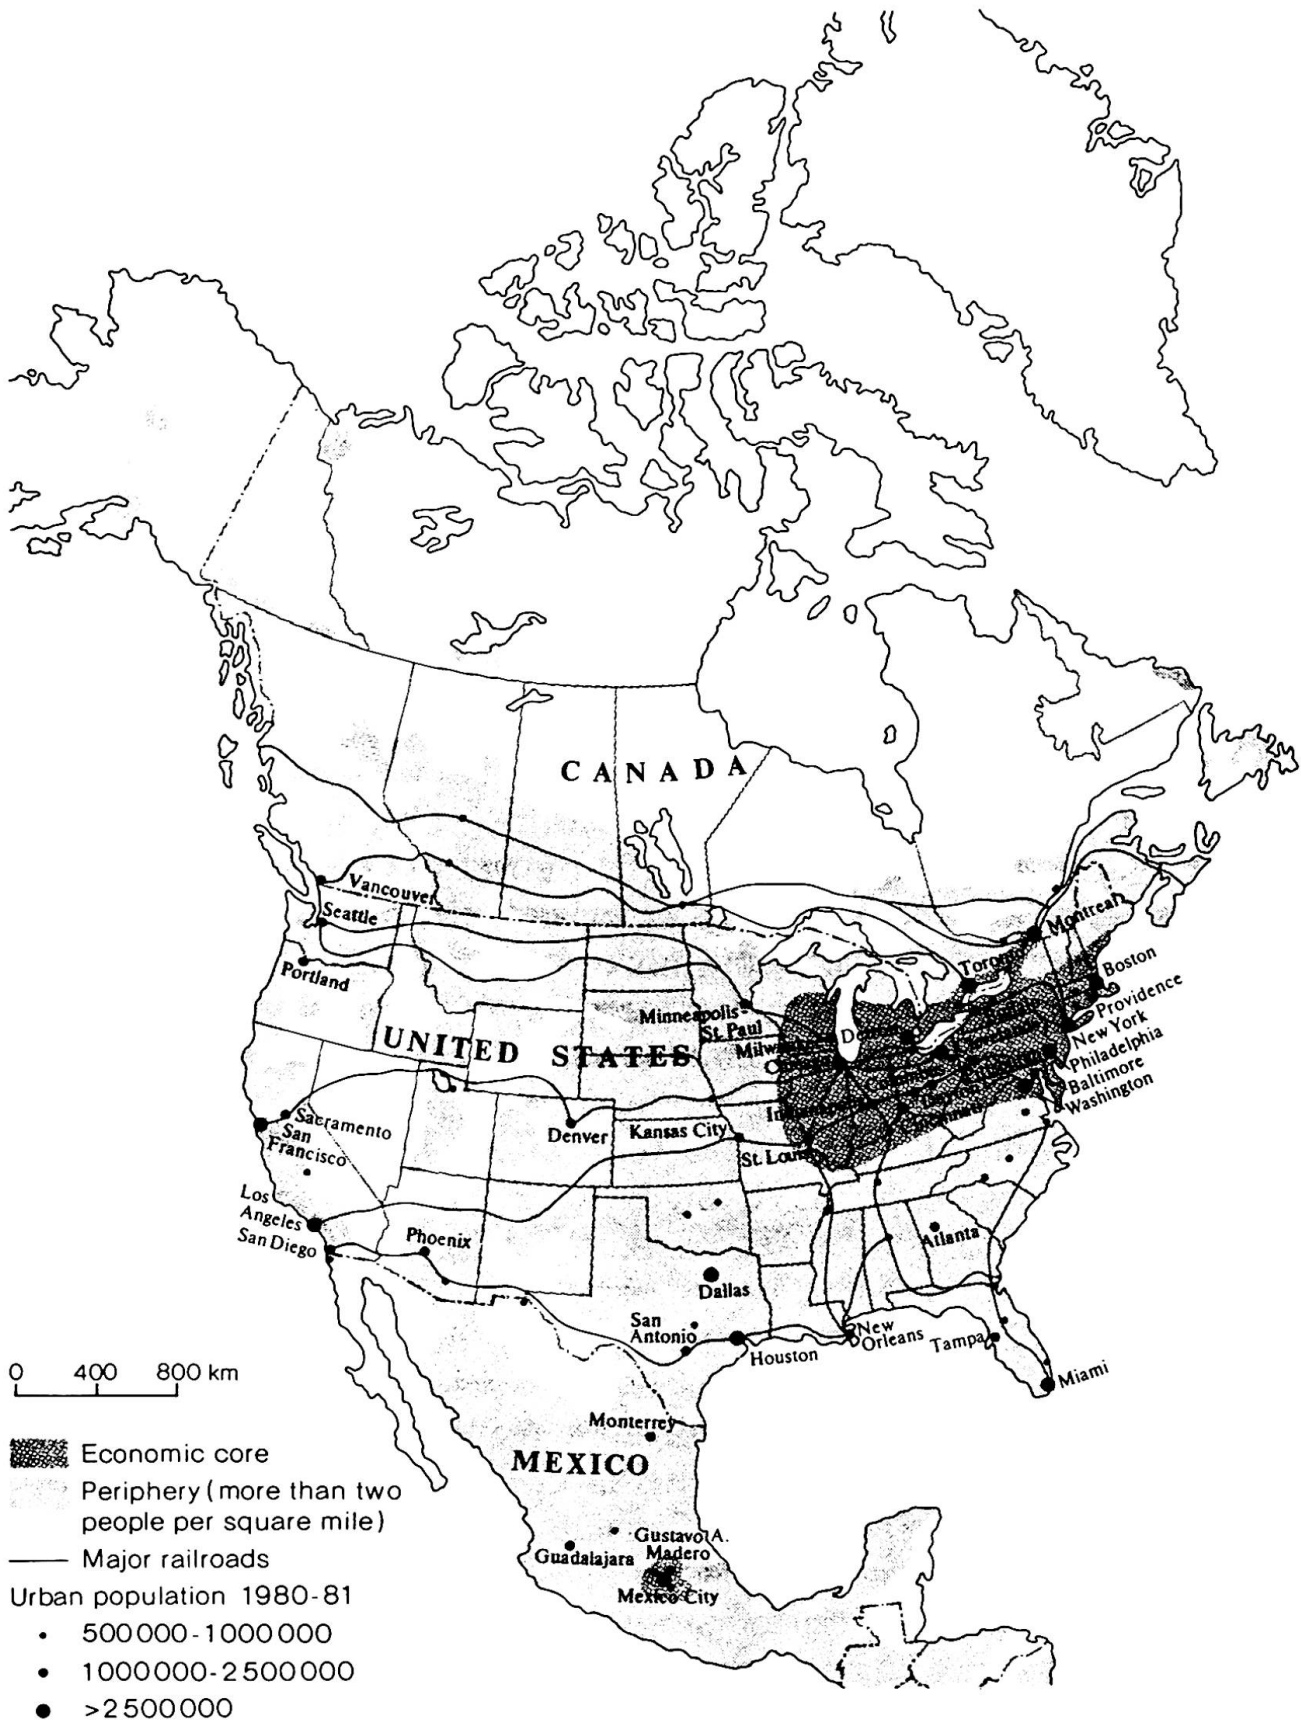 CANADA
Vancouver
Seattle
Portland
Montreal
Boston
Providence
New York
Philadelphia
Baltimore
Washington
Minneapolis-
St. Paul
UNITED STATES
Sacramento
San
Francisco
Denver
Kansas City
St. Louis
Los
Angeles
San Diego
Phoenix
Atlanta
Dallas
San
Antonio
Houston
New
Orleans
Tampa
Miami
0 400 800 km
Monterrey
MEXICO
Gustavo A.
Madero
Guadalajara
Mexico City
Economic core
Periphery (more than two
people per square mile)
Major railroads
Urban population 1980-81
500000-1000000
1000000-2500000
>2500000